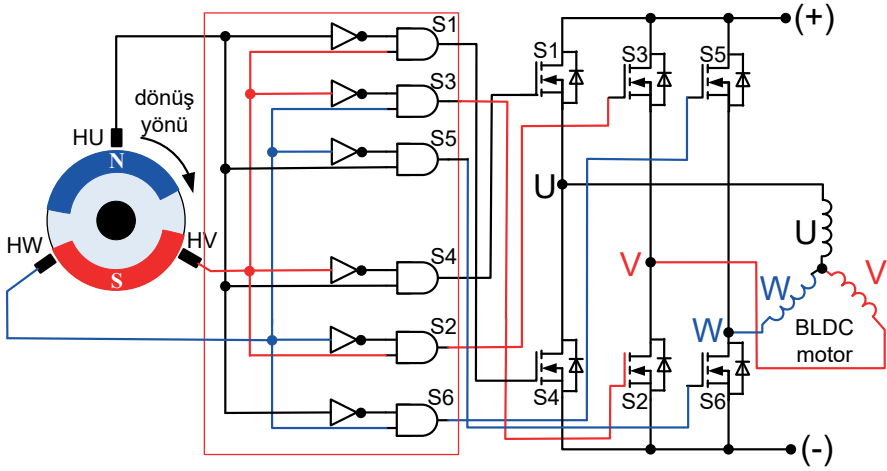 S1
S1
S3
S5
(+)
dönüş
yönü
S3
HU
S5
N
U
HW
HV
U
S
S4
V
W
V
W
BLDC
motor
S2
S4
S2
S6
S6
(-)